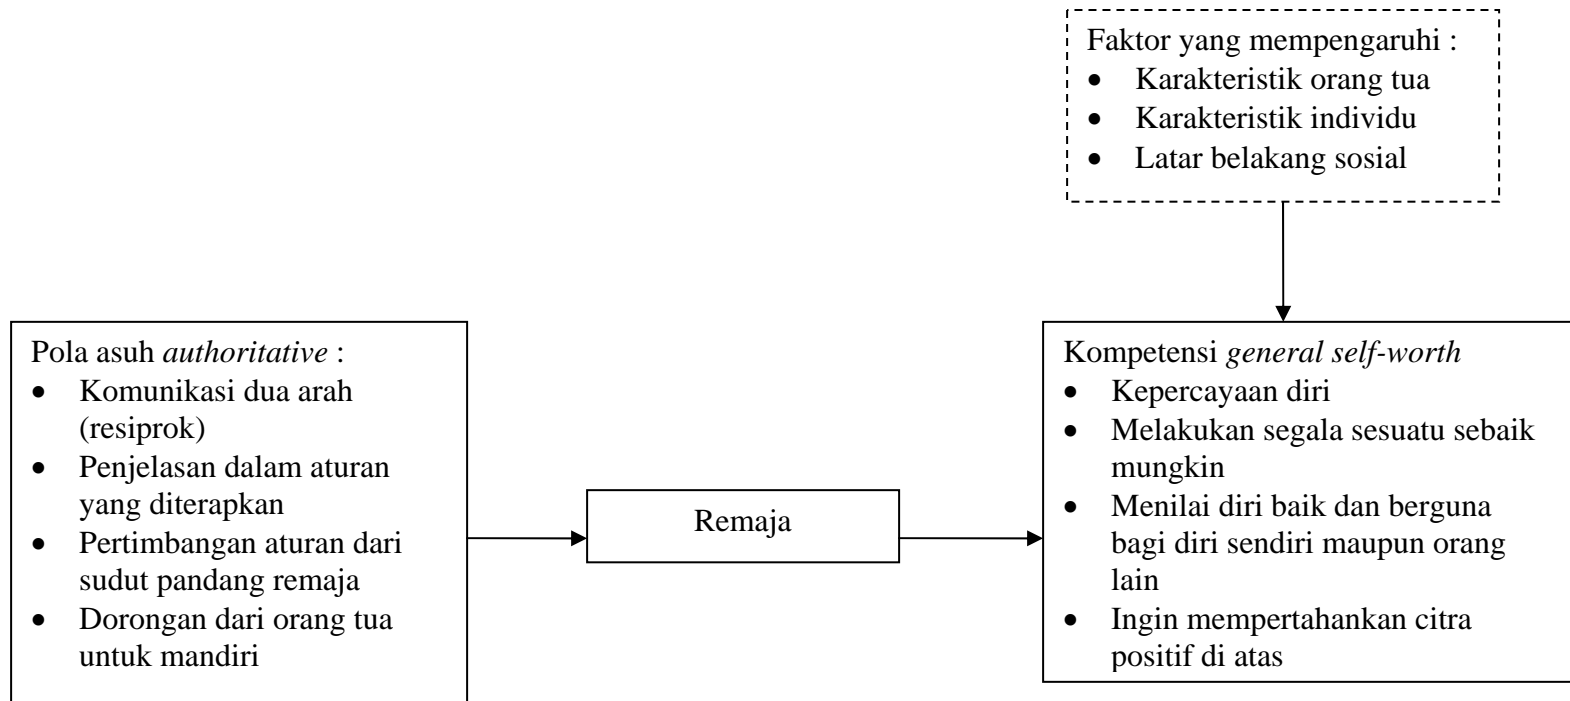 Faktor yang mempengaruhi :
• Karakteristik orang tua
• Karakteristik individu
• Latar belakang sosial
Pola asuh authoritative :
• Komunikasi dua arah
(resiprok)
• Penjelasan dalam aturan
yang diterapkan
• Pertimbangan aturan dari
sudut pandang remaja
• Dorongan dari orang tua
untuk mandiri
Remaja
Kompetensi general self-worth
• Kepercayaan diri
• Melakukan segala sesuatu sebaik
mungkin
• Menilai diri baik dan berguna
bagi diri sendiri maupun orang
lain
• Ingin mempertahankan citra
positif di atas